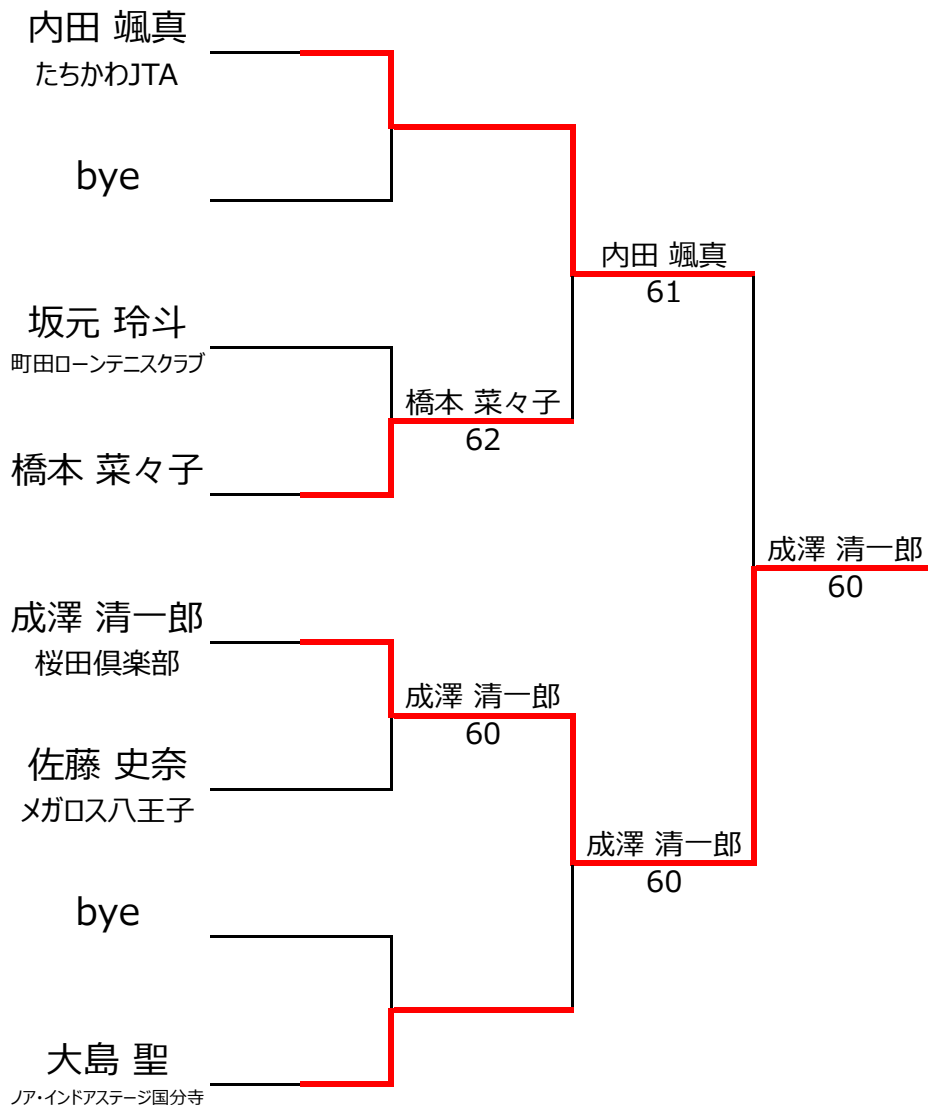 内田 颯真
たちかわJTA
bye
内田 颯真
61
坂元 玲斗
町田ローンテニスクラブ
橋本 菜々子
62
橋本 菜々子
成澤 清一郎
60
成澤 清一郎
桜田倶楽部
成澤 清一郎
60
佐藤 史奈
メガロス八王子
成澤 清一郎
60
bye
大島 聖
ノア・インドアステージ国分寺